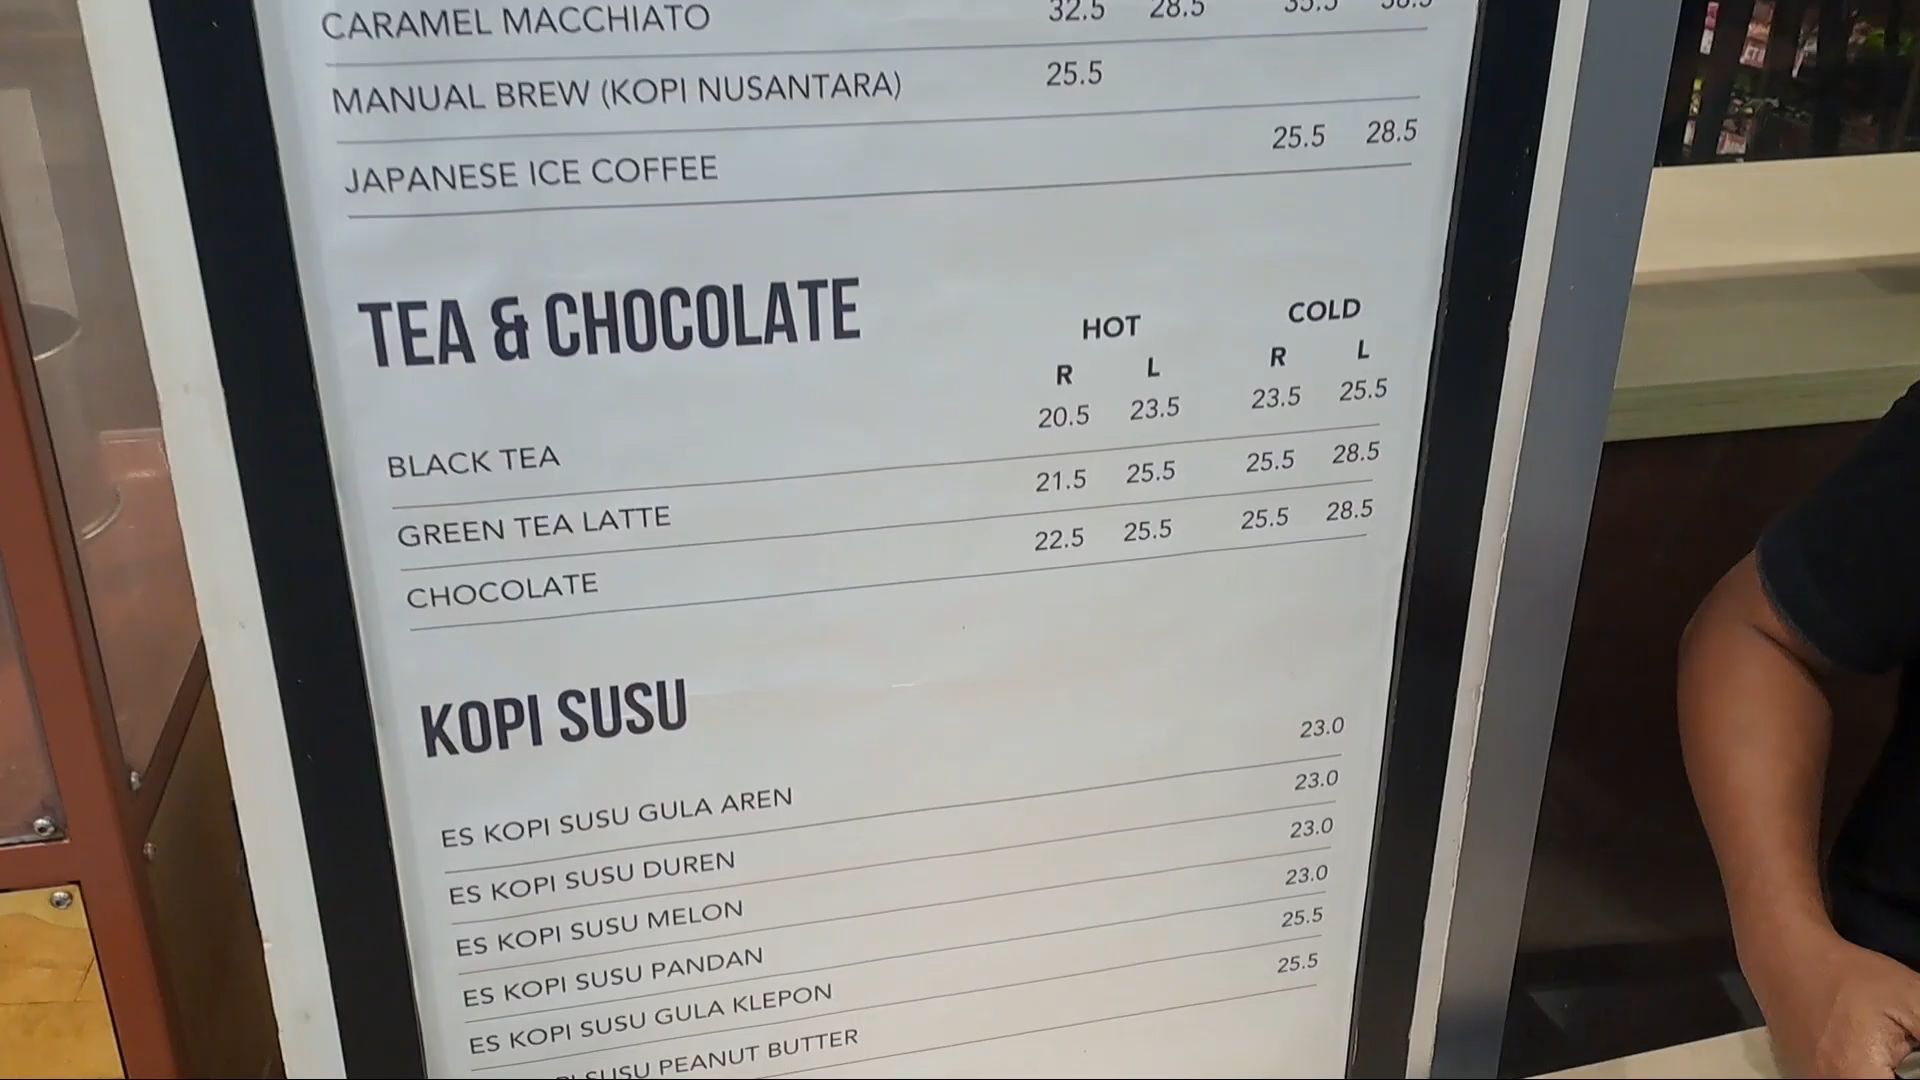 CARAMEL MACCHIATO 32.5 28.5
MANUAL BREW (KOPI NUSANTARA) 25.5
JAPANESE ICE COFFEE 25.5 28.5
TEA & CHOCOLATE
HOT COLD
R L R L
BLACK TEA 20.5 23.5 23.5 25.5
GREEN TEA LATTE 21.5 25.5 25.5 28.5
CHOCOLATE 22.5 25.5 25.5 28.5
KOPI SUSU
ES KOPI SUSU GULA AREN 23.0
ES KOPI SUSU DUREN 23.0
ES KOPI SUSU MELON 23.0
ES KOPI SUSU PANDAN 23.0
ES KOPI SUSU GULA KLEPON 25.5
SUSU PEANUT BUTTER 25.5